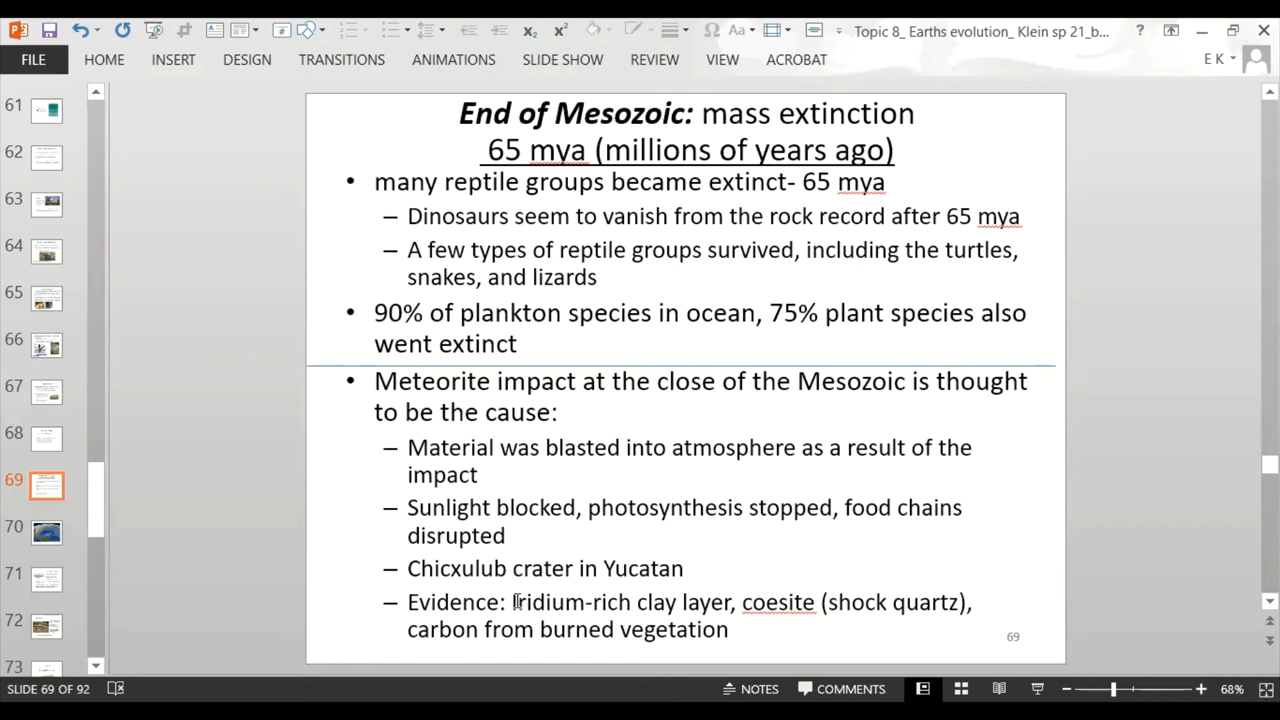 Topic 8_ Earths evolution_ Klein sp 21_b...
FILE HOME INSERT DESIGN TRANSITIONS ANIMATIONS SLIDE SHOW REVIEW VIEW ADD ACROBAT
E K
61
62
63
64
65
66
67
68
69
70
71
72
73
End of Mesozoic: mass extinction
65 mya (millions of years ago)
• many reptile groups became extinct- 65 mya
– Dinosaurs seem to vanish from the rock record after 65 mya
– A few types of reptile groups survived, including the turtles,
snakes, and lizards
• 90% of plankton species in ocean, 75% plant species also
went extinct
• Meteorite impact at the close of the Mesozoic is thought
to be the cause:
– Material was blasted into atmosphere as a result of the
impact
– Sunlight blocked, photosynthesis stopped, food chains
disrupted
– Chicxulub crater in Yucatan
– Evidence: Iridium-rich clay layer, coesite (shock quartz),
carbon from burned vegetation
69
SLIDE 69 OF 92 NOTES COMMENTS 68%